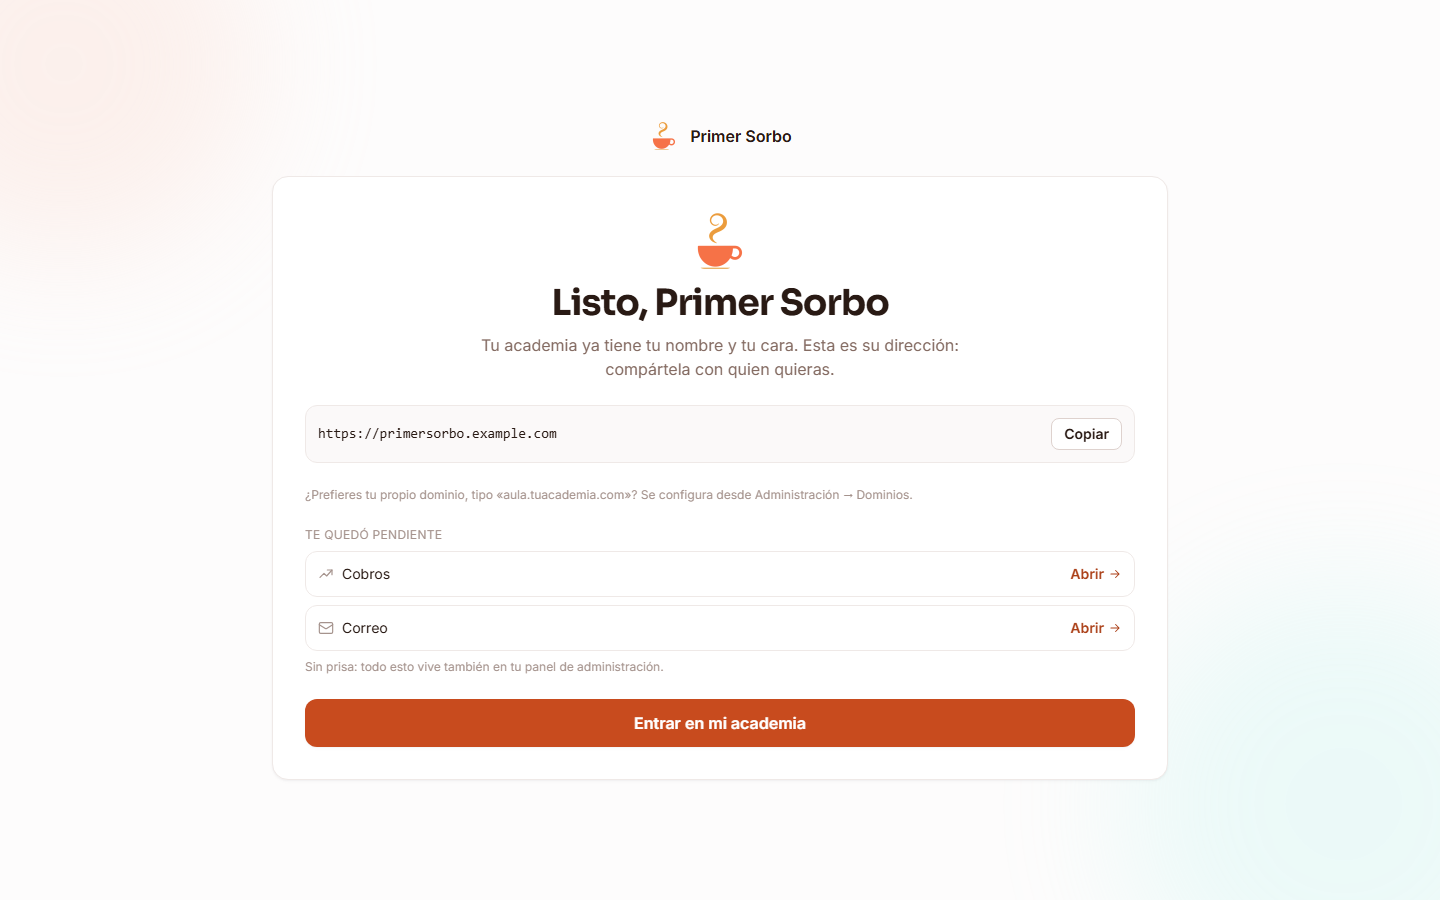 Primer Sorbo
Listo, Primer Sorbo
Tu academia ya tiene tu nombre y tu cara. Esta es su dirección:
compártela con quien quieras.
https://primersorbo.example.com
Copiar
¿Prefieres tu propio dominio, tipo «aula.tuacademia.com»? Se configura desde Administración → Dominios.
TE QUEDÓ PENDIENTE
Cobros
Abrir →
Correo
Abrir →
Sin prisa: todo esto vive también en tu panel de administración.
Entrar en mi academia